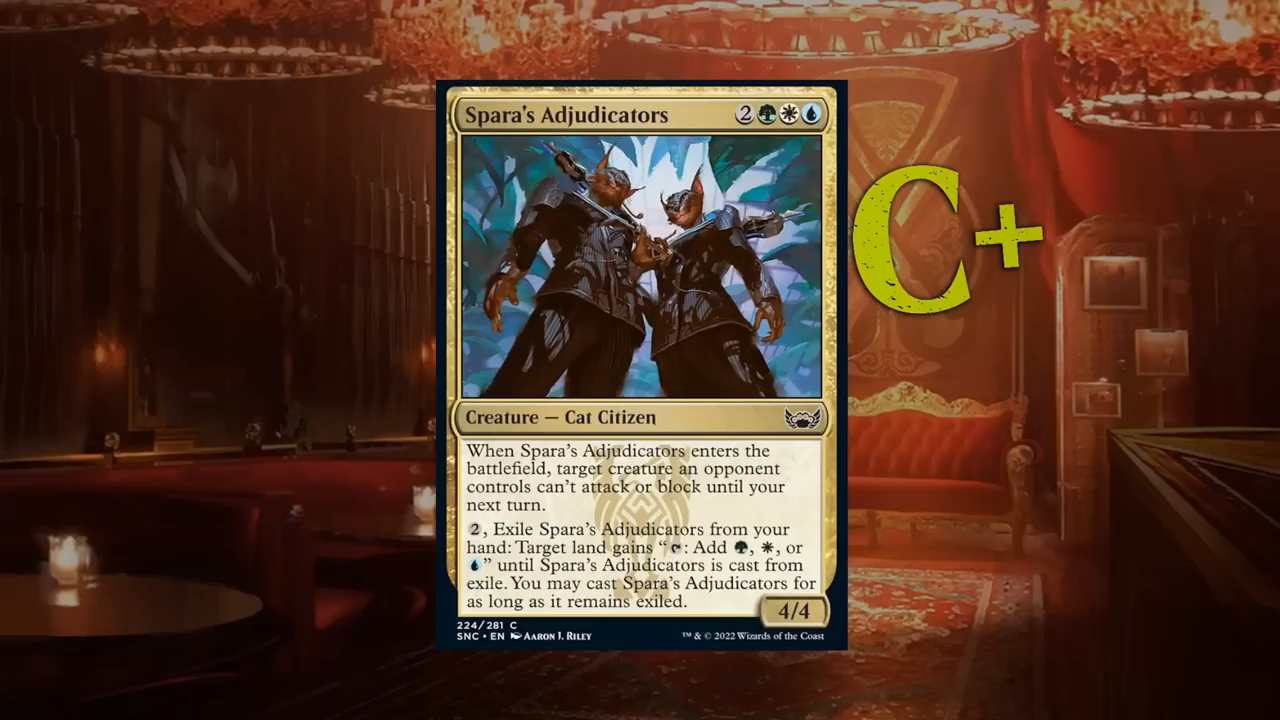 Spara's Adjudicators 2
C+
Creature — Cat Citizen
When Spara's Adjudicators enters the
battlefield, target creature an opponent
controls can't attack or block until your
next turn.
2, Exile Spara's Adjudicators from your
hand: Target land gains “: Add , , or
” until Spara's Adjudicators is cast from
exile. You may cast Spara's Adjudicators for
as long as it remains exiled.
4/4
224/281 C
SNC • EN Aaron J. Riley
™ & © 2022 Wizards of the Coast